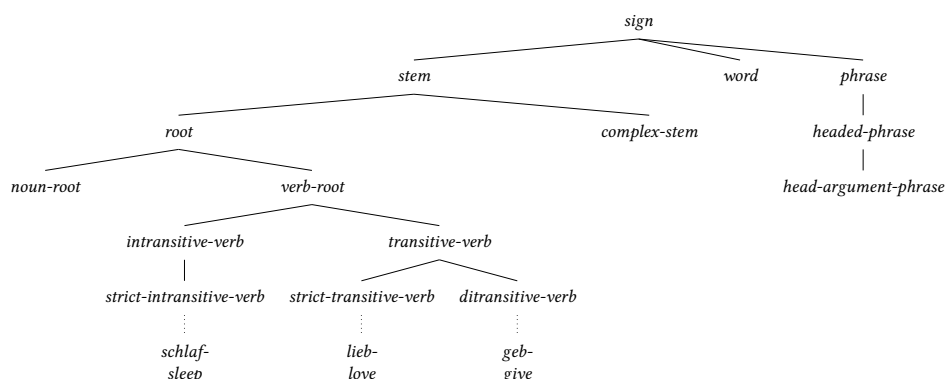 sign
stem word phrase
root complex-stem headed-phrase
noun-root verb-root head-argument-phrase
intransitive-verb transitive-verb
strict-intransitive-verb strict-transitive-verb ditransitive-verb
schlaf- lieb- geb-
sleep love give